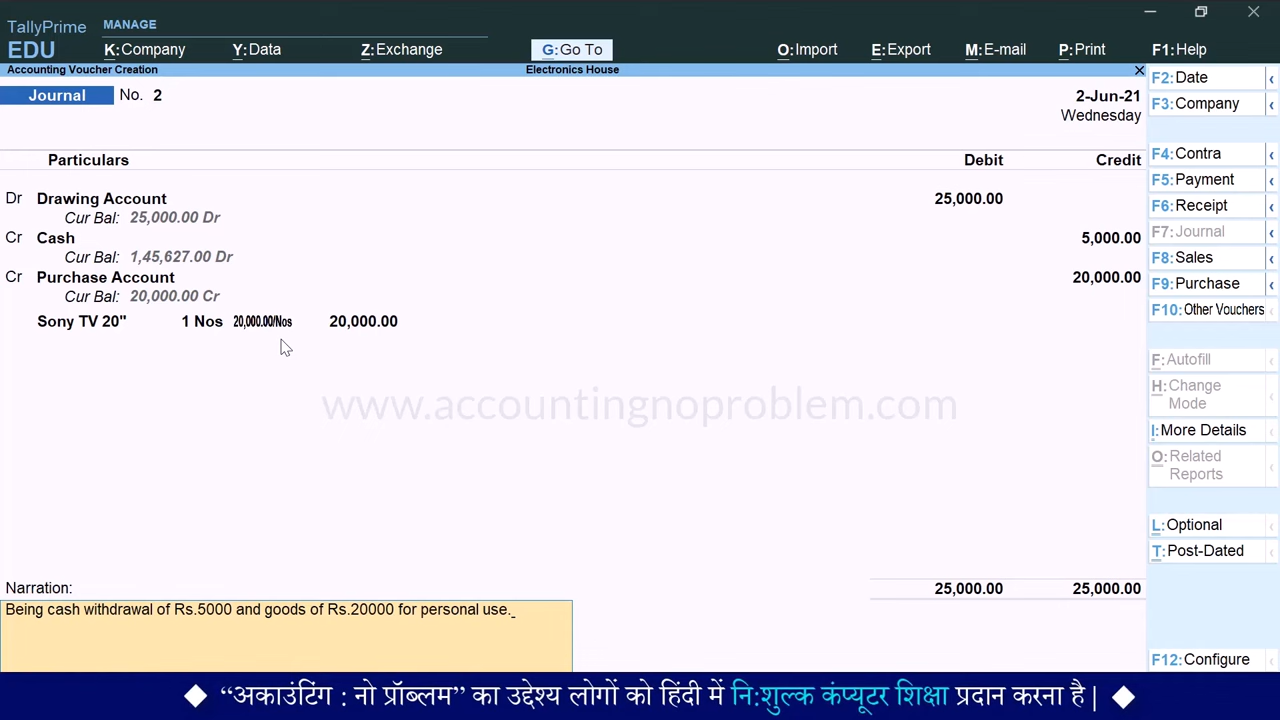 TallyPrime
EDU
MANAGE
K:Company Y:Data Z:Exchange G:Go To O:Import E:Export M:E-mail P:Print F1:Help
Accounting Voucher Creation Electronics House
Journal No. 2 2-Jun-21
Wednesday
Particulars Debit Credit
Dr Drawing Account 25,000.00
Cur Bal: 25,000.00 Dr
Cr Cash 5,000.00
Cur Bal: 1,45,627.00 Dr
Cr Purchase Account 20,000.00
Cur Bal: 20,000.00 Cr
Sony TV 20" 1 Nos 20,000.00/Nos 20,000.00
www.accountingnoproblem.com
Narration: 25,000.00 25,000.00
Being cash withdrawal of Rs.5000 and goods of Rs.20000 for personal use.
F2:Date
F3:Company
F4:Contra
F5:Payment
F6:Receipt
F7:Journal
F8:Sales
F9:Purchase
F10:Other Vouchers
F:Autofill
H:Change
Mode
I:More Details
O:Related
Reports
L:Optional
T:Post-Dated
F12:Configure
“अकाउंटिंग : नो प्रॉब्लम” का उद्देश्य लोगों को हिंदी में नि:शुल्क कंप्यूटर शिक्षा प्रदान करना है|